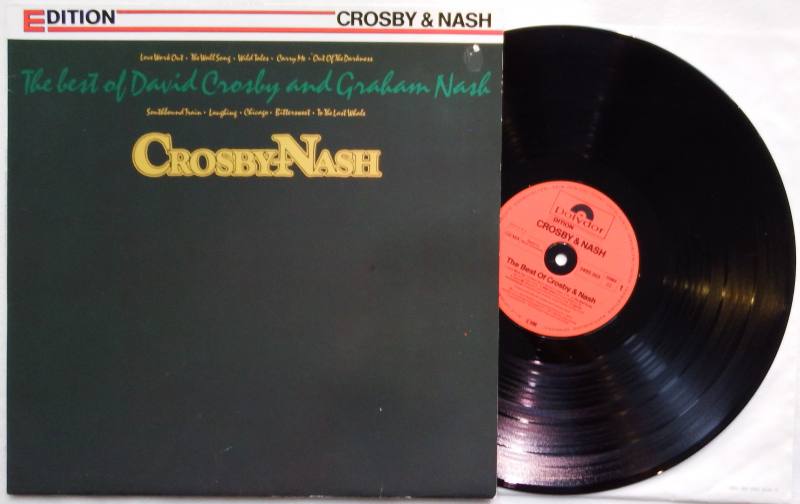 EDITION CROSBY & NASH
Love Work Out • The Wall Song • Wild Tales • Carry Me • Out Of The Darkness
The best of David Crosby and Graham Nash
Southbound Train • Laughing • Chicago • Bittersweet • To The Last Whale
CROSBY-NASH
Polydor
EDITION
CROSBY & NASH
The Best Of Crosby & Nash